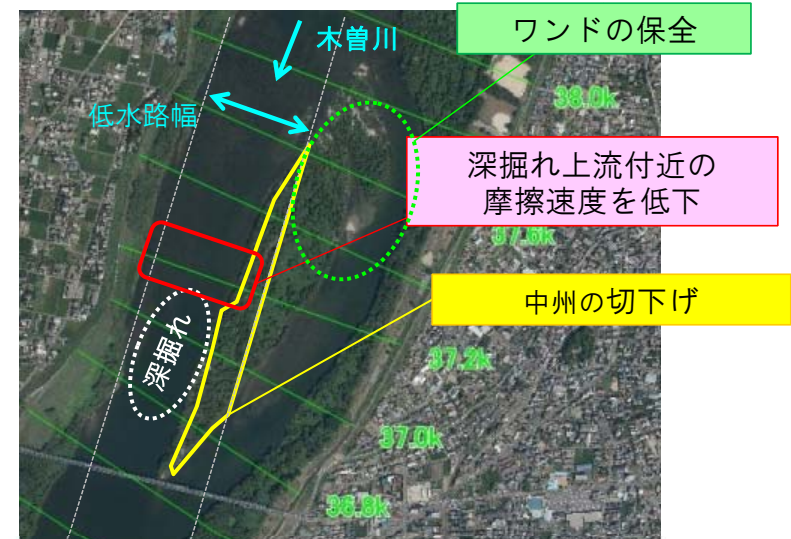 ワンドの保全
木曽川
38.0k
低水路幅
深掘れ上流付近の
摩擦速度を低下
37.6k
中州の切下げ
深掘れ
37.2k
37.0k
36.8k